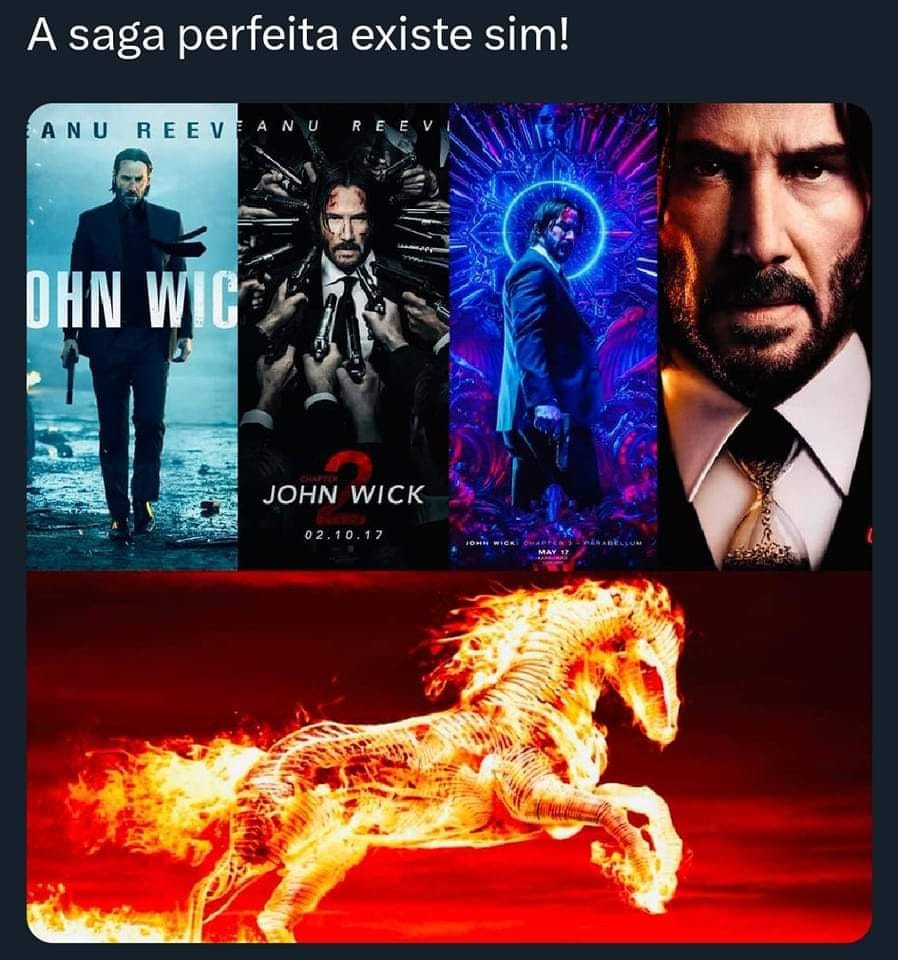 A saga perfeita existe sim!
ANU REEV
OHN WIC
EANU REEV
CHAPTER
2
JOHN WICK
02.10.17
JOHN WICK: CHAPTER 3 - PARABELLUM
MAY 17